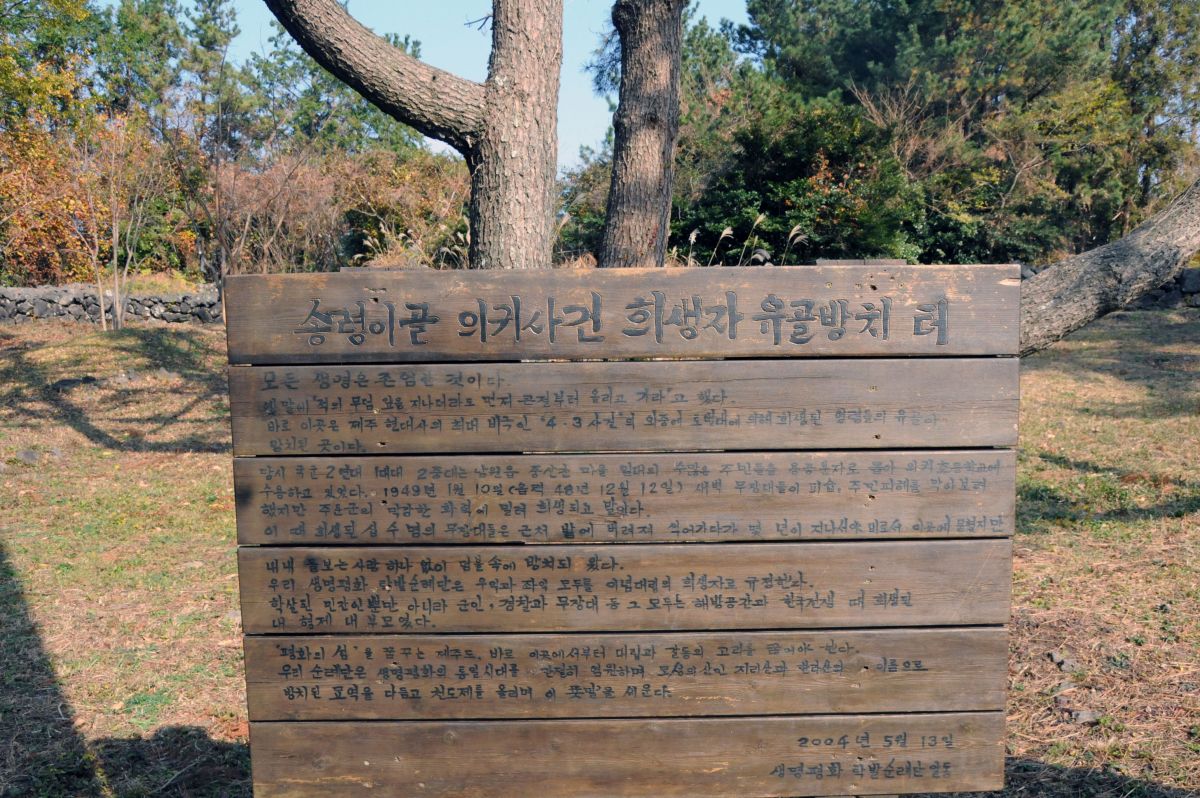 송령이골 의귀사건 희생자 유골방치 터
모든 생명은 존엄한 것이다.
옛말에 "적의 무덤 앞을 지나더라도 먼저 큰절부터 올리고 가라"고 했다.
바로 이곳은 제주 현대사의 최대 비극인 "4·3사건"의 와중에 토벌대에 의해 희생된 영령들의 유골이
방치된 곳이다.
당시 국군 2연대 1대대 2중대는 남원읍 중산간 마을 일대의 수많은 주민들을 용공분자로 몰아 의귀초등학교에
수용하고 있었다. 1949년 1월 10일(음력 48년 12월 12일) 새벽 무장대들이 피습, 주민피해를 막아보려
했지만 주둔군의 막강한 화력에 밀려 희생되고 말았다.
이 때 희생된 십 수 명의 무장대들은 근처 밭에 버려져 썩어가다가 몇 년이 지나서야 비로소 이곳에 묻혔지만
내내 돌보는 사람 하나 없이 덤불 속에 방치되 왔다.
우리 생명평화 탁발순례단은 우익과 좌익 모두를 이념대립의 희생자로 규정한다.
학살된 민간인뿐만 아니라 군인, 경찰과 무장대 등 그 모두는 해방공간과 한국전쟁 때 희생된
내 형제 내 부모였다.
"평화의 섬"을 꿈꾸는 제주도, 바로 이곳에서부터 대립과 갈등의 고리를 끊어야 한다.
우리 순례단은 생명평화의 통일시대를 간절히 염원하며 모성의 산인 지리산과 한라산의 이름으로
방치된 묘역을 다듬고 천도제를 올리며 이 푯말을 세운다.
2004년 5월 13일
생명평화 탁발순례단 일동